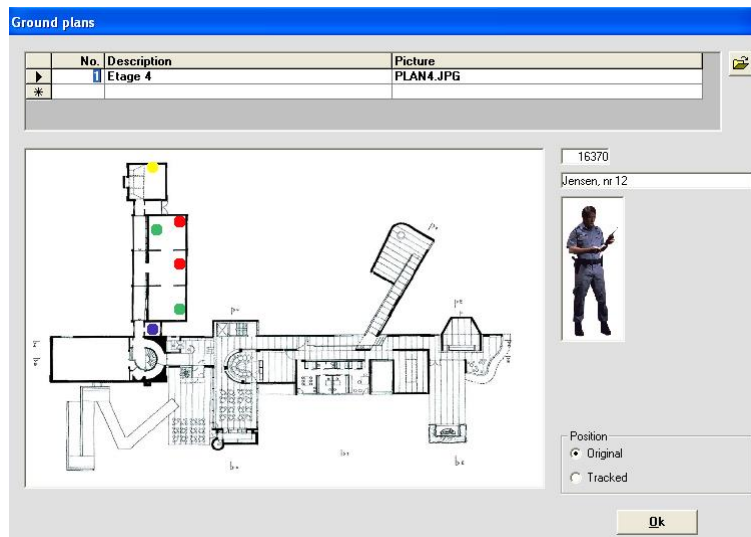 Ground plans
No. Description Picture
1 Etage 4 PLAN4.JPG
16370
Jensen, nr 12
Position
Original
Tracked
Ok